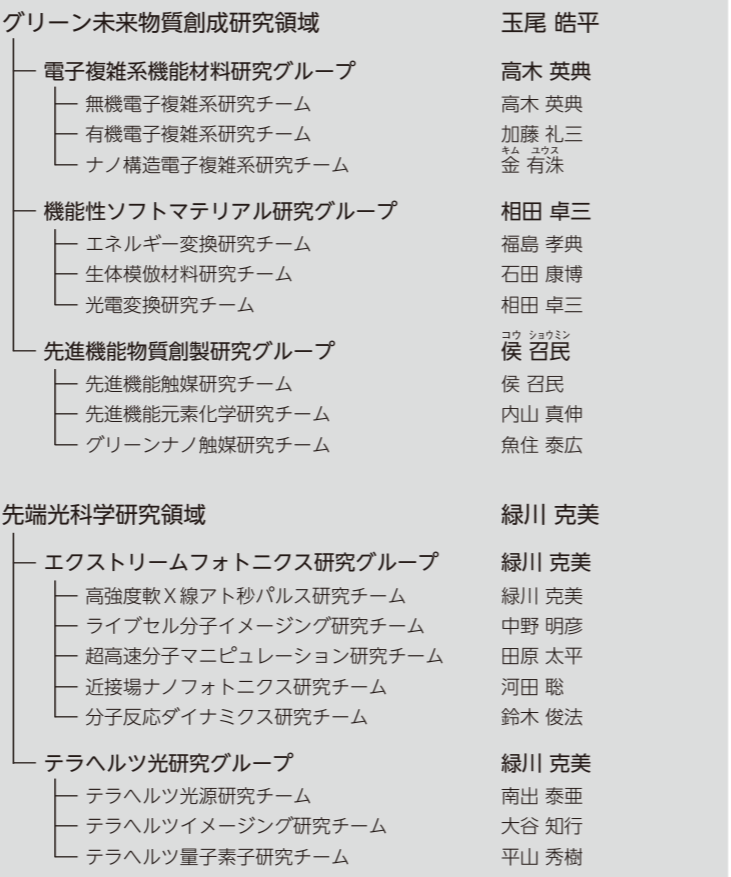 グリーン未来物質創成研究領域 玉尾 皓平
電子複雑系機能材料研究グループ 高木 英典
無機電子複雑系研究チーム 高木 英典
有機電子複雑系研究チーム 加藤 礼三
キム ユウス
ナノ構造電子複雑系研究チーム 金 有洙
機能性ソフトマテリアル研究グループ 相田 卓三
エネルギー変換研究チーム 福島 孝典
生体模倣材料研究チーム 石田 康博
光電変換研究チーム 相田 卓三
コウ ショウミン
先進機能物質創製研究グループ 侯 召民
先進機能触媒研究チーム 侯 召民
先進機能元素化学研究チーム 内山 真伸
グリーンナノ触媒研究チーム 魚住 泰広
先端光科学研究領域 緑川 克美
エクストリームフォトニクス研究グループ 緑川 克美
高強度軟X線アト秒パルス研究チーム 緑川 克美
ライブセル分子イメージング研究チーム 中野 明彦
超高速分子マニピュレーション研究チーム 田原 太平
近接場ナノフォトニクス研究チーム 河田 聡
分子反応ダイナミクス研究チーム 鈴木 俊法
テラヘルツ光研究グループ 緑川 克美
テラヘルツ光源研究チーム 南出 泰亜
テラヘルツイメージング研究チーム 大谷 知行
テラヘルツ量子素子研究チーム 平山 秀樹